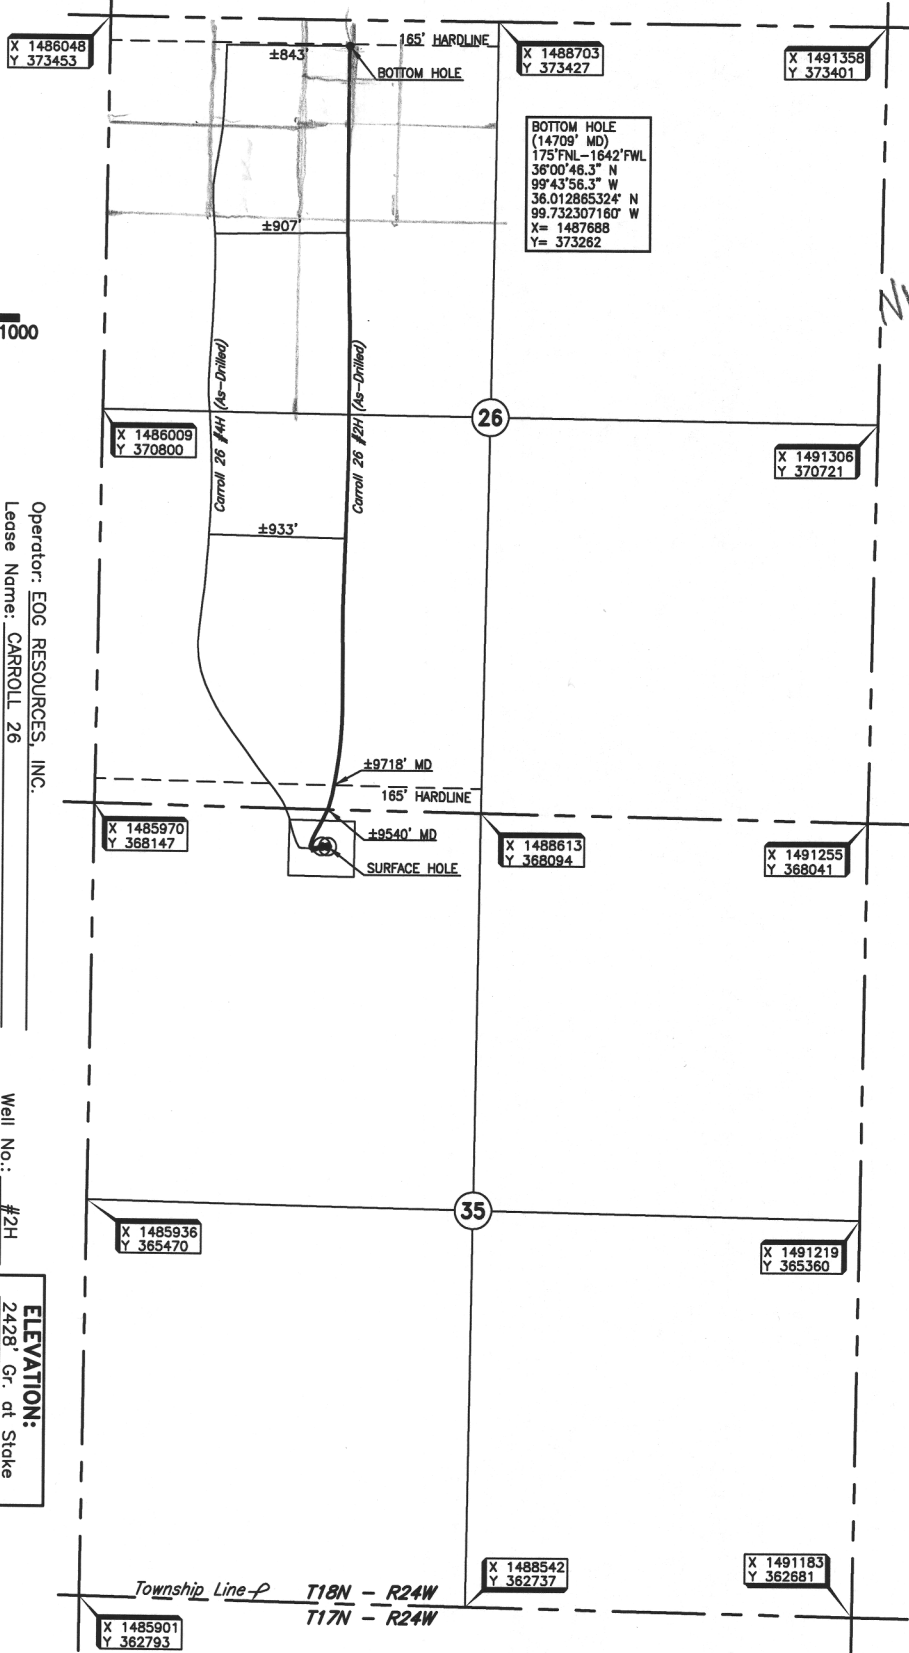 X 1486048
Y 373453
165' HARDLINE
±843'
BOTTOM HOLE
X 1488703
Y 373427
X 1491358
Y 373401
BOTTOM HOLE
(14709' MD)
175'FNL-1642'FWL
36°00'46.3" N
99°43'56.3" W
36.012865324° N
99.732307160° W
X= 1487688
Y= 373262
±907'
1000
Carroll 26 #4H (As-Drilled)
Carroll 26 #2H (As-Drilled)
26
X 1486009
Y 370800
X 1491306
Y 370721
±933'
Operator: EOG RESOURCES, INC.
Lease Name: CARROLL 26
±9718' MD
165' HARDLINE
±9540' MD
SURFACE HOLE
X 1485970
Y 368147
X 1488613
Y 368094
X 1491255
Y 368041
Well No.: #2H
35
X 1485936
Y 365470
X 1491219
Y 365360
ELEVATION:
2428' Gr. at Stake
X 1488542
Y 362737
X 1491183
Y 362681
Township Line
T18N - R24W
T17N - R24W
X 1485901
Y 362793